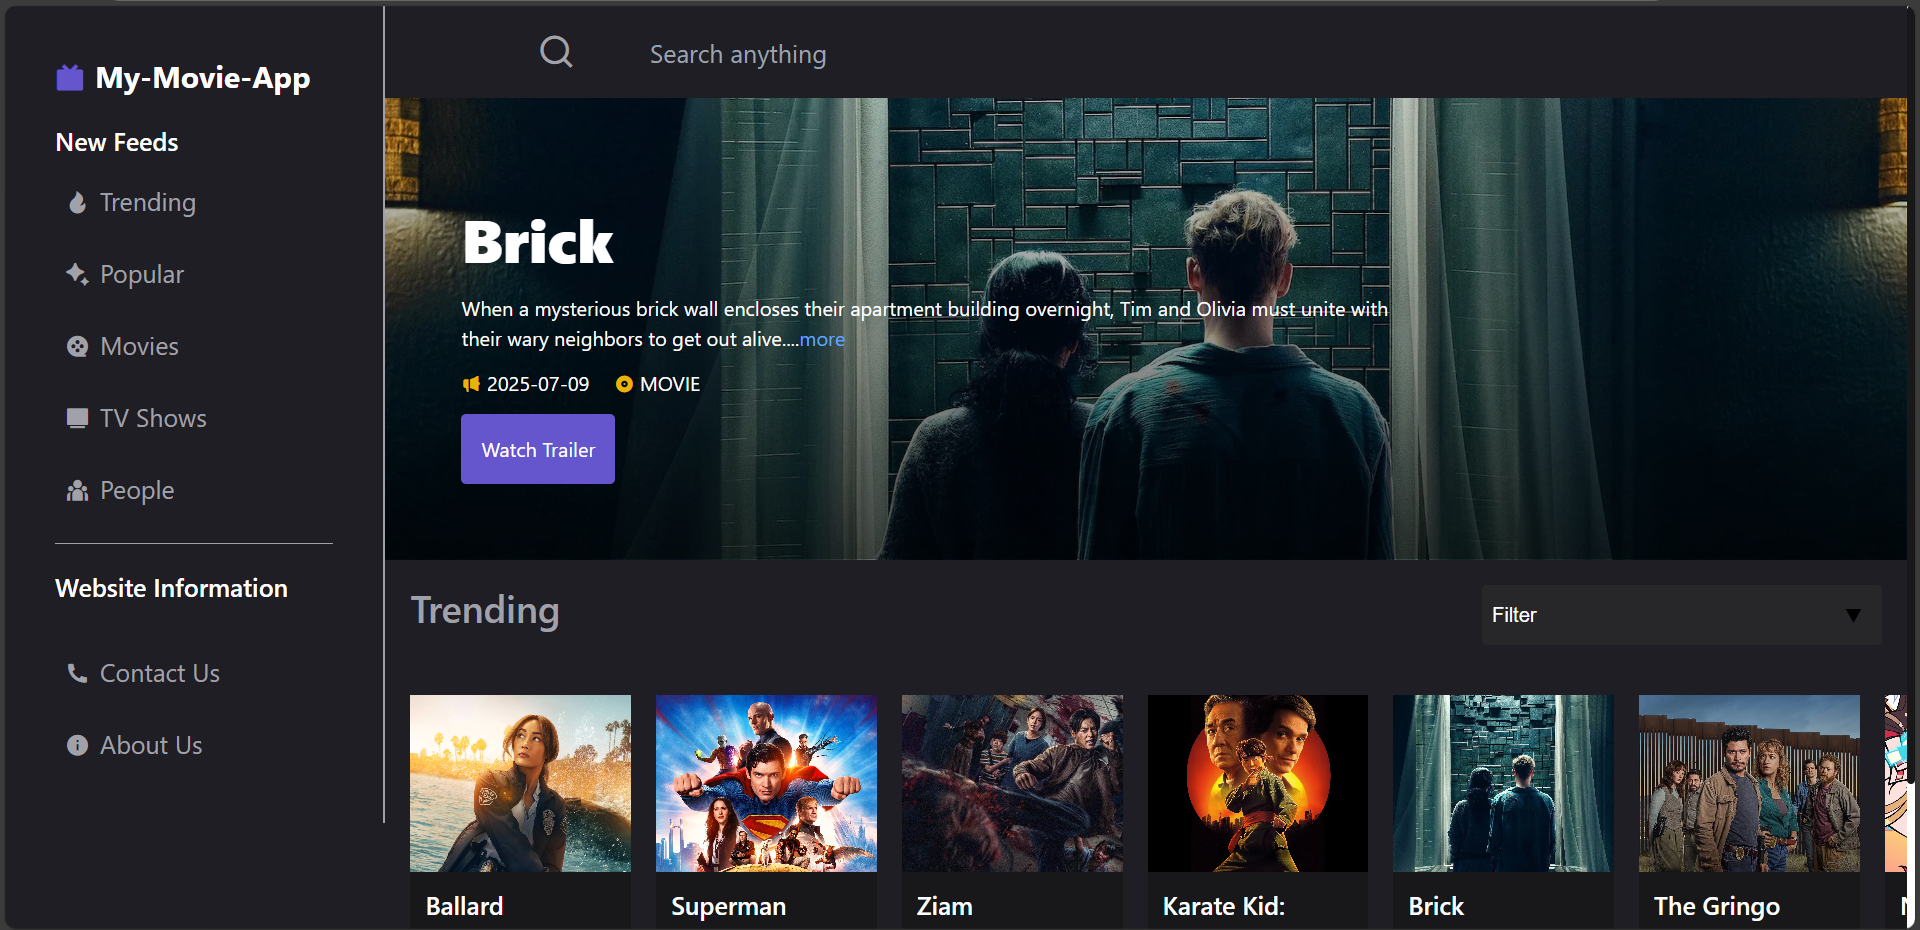 My-Movie-App
New Feeds
Trending
Popular
Movies
TV Shows
People
Website Information
Contact Us
About Us
Search anything
Brick
When a mysterious brick wall encloses their apartment building overnight, Tim and Olivia must unite with
their wary neighbors to get out alive....more
2025-07-09 MOVIE
Watch Trailer
Trending
Filter
Ballard
Superman
Ziam
Karate Kid:
Brick
The Gringo